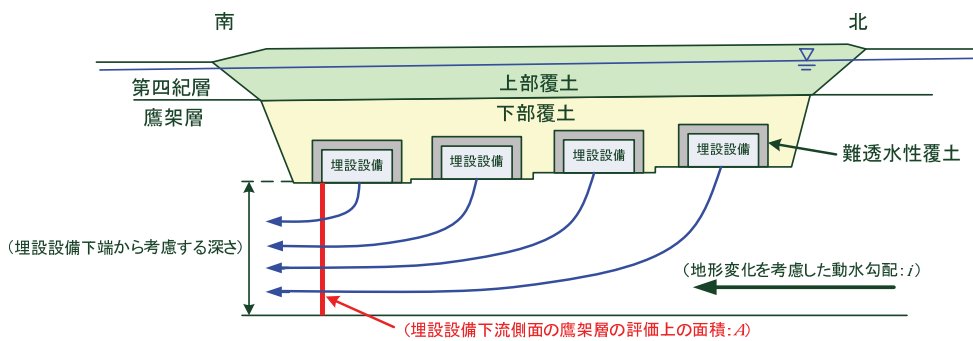 南
北
第四紀層
上部覆土
鷹架層
下部覆土
埋設設備
埋設設備
埋設設備
埋設設備
難透水性覆土
(埋設設備下端から考慮する深さ)
(地形変化を考慮した動水勾配:i)
(埋設設備下流側面の鷹架層の評価上の面積:A)